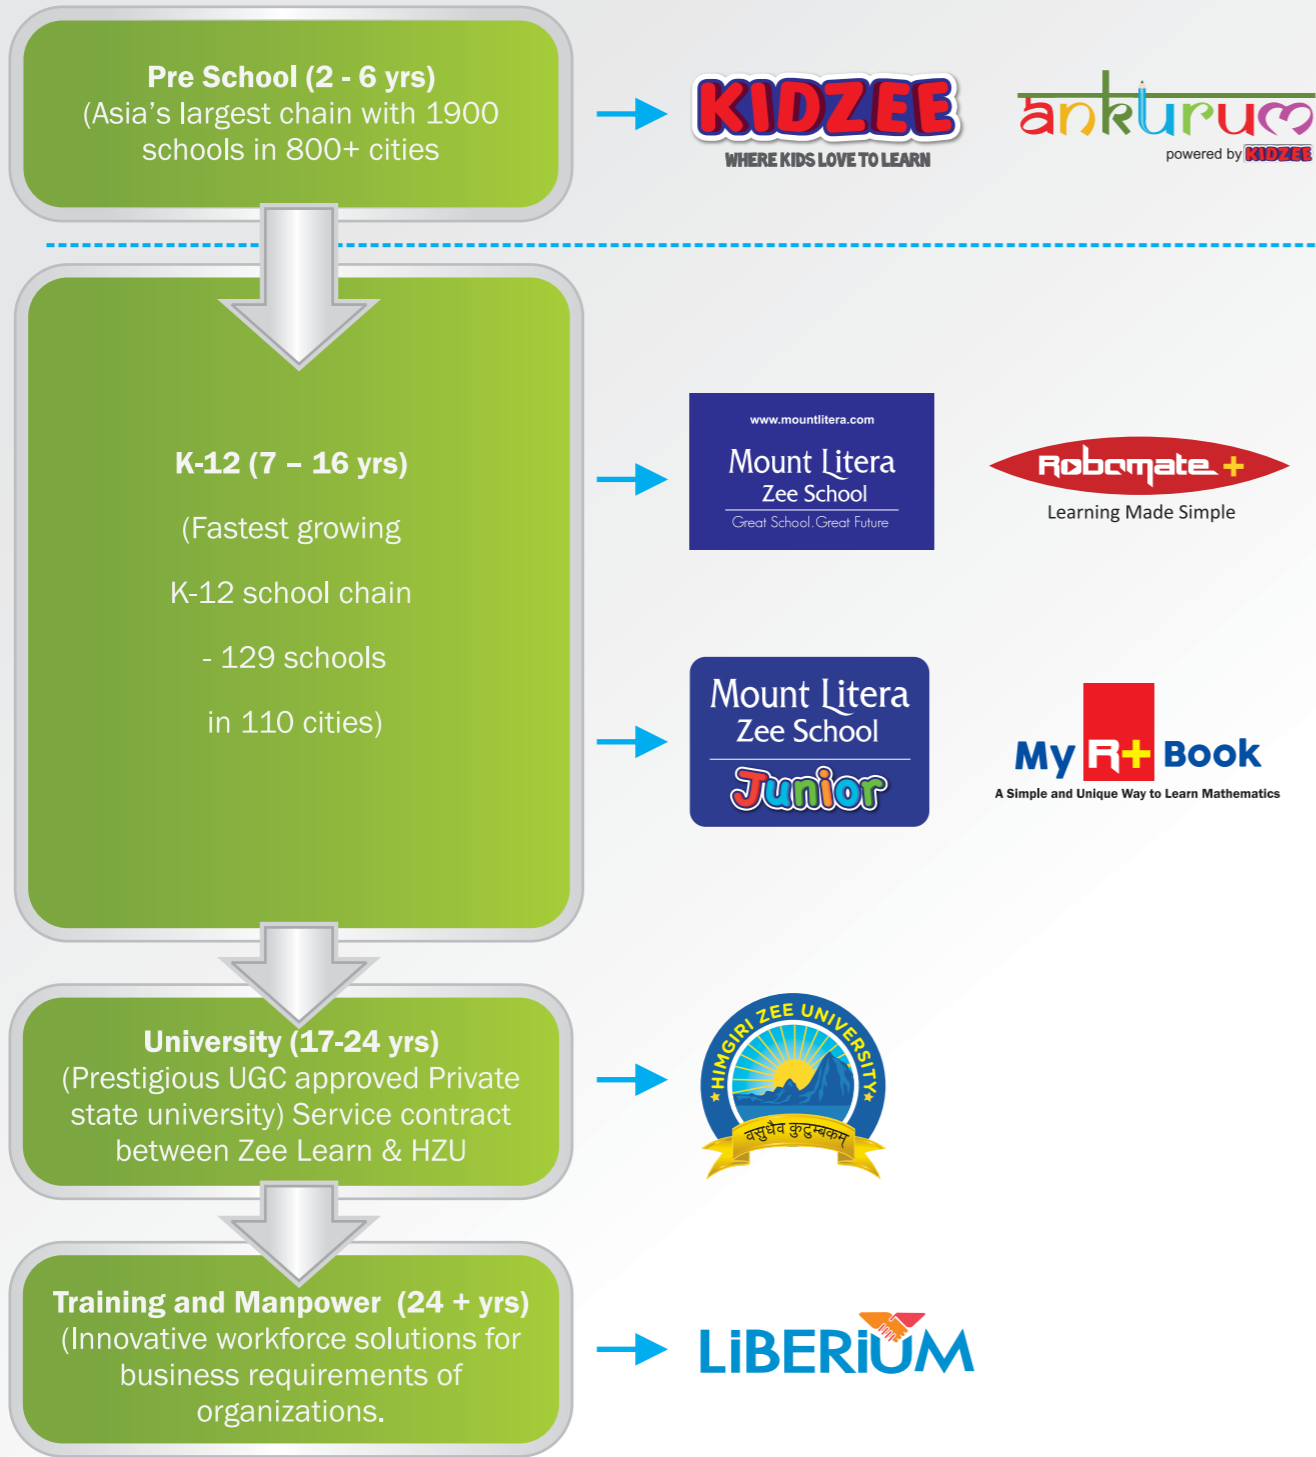 Pre School (2 - 6 yrs)
(Asia's largest chain with 1900
schools in 800+ cities
KIDZEE
WHERE KIDS LOVE TO LEARN
ankurum
powered by KIDZEE
K-12 (7 – 16 yrs)
(Fastest growing
K-12 school chain
- 129 schools
in 110 cities)
www.mountlitera.com
Mount Litera
Zee School
Great School, Great Future
Robomate+
Learning Made Simple
Mount Litera
Zee School
Junior
My R+ Book
A Simple and Unique Way to Learn Mathematics
University (17-24 yrs)
(Prestigious UGC approved Private
state university) Service contract
between Zee Learn & HZU
HIMGIRI ZEE UNIVERSITY
वसुधैव कुटुम्बकम्
Training and Manpower (24 + yrs)
(Innovative workforce solutions for
business requirements of
organizations.
LiBERiUM